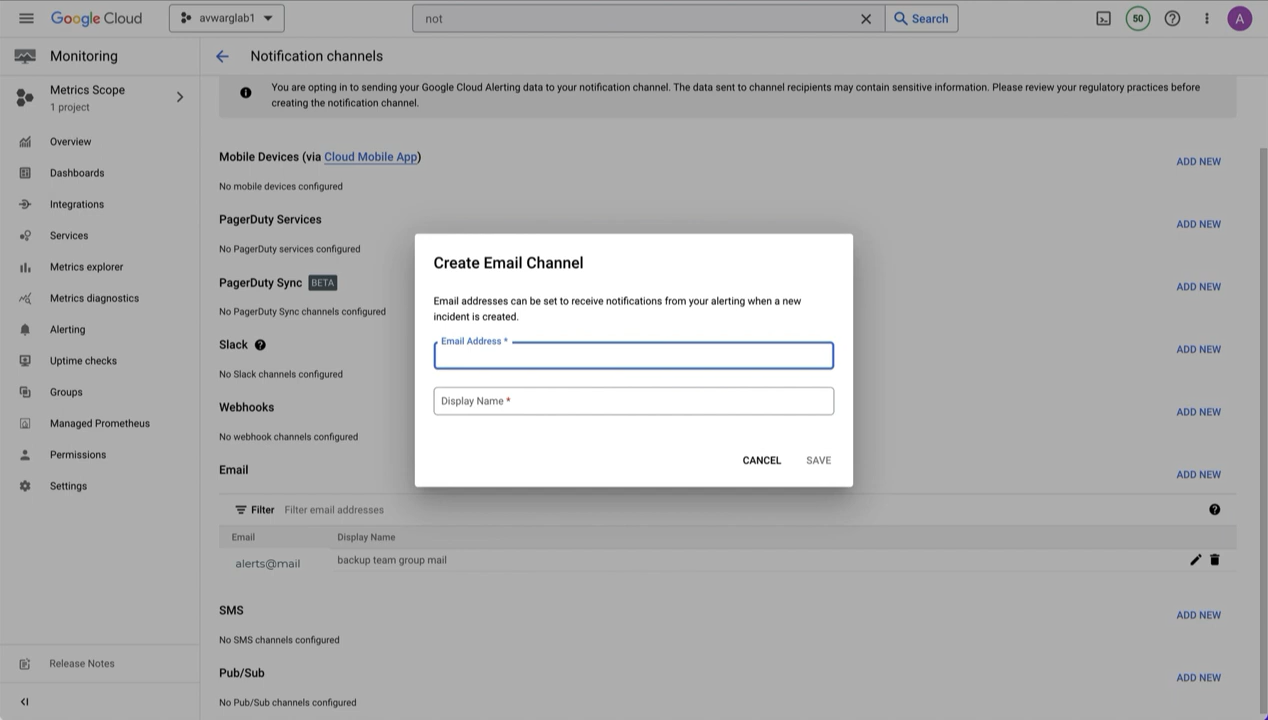 Google Cloud
avwarglab1
not
Search
50
A
Monitoring
Notification channels
Metrics Scope
1 project
Overview
Dashboards
Integrations
Services
Metrics explorer
Metrics diagnostics
Alerting
Uptime checks
Groups
Managed Prometheus
Permissions
Settings
Release Notes
You are opting in to sending your Google Cloud Alerting data to your notification channel. The data sent to channel recipients may contain sensitive information. Please review your regulatory practices before
creating the notification channel.
Mobile Devices (via Cloud Mobile App)
ADD NEW
No mobile devices configured
PagerDuty Services
ADD NEW
No PagerDuty services configured
PagerDuty Sync BETA
ADD NEW
No PagerDuty Sync channels configured
Slack
ADD NEW
No Slack channels configured
Webhooks
ADD NEW
No webhook channels configured
Email
ADD NEW
Filter Filter email addresses
Email Display Name
alerts@mail backup team group mail
SMS
ADD NEW
No SMS channels configured
Pub/Sub
ADD NEW
No Pub/Sub channels configured
Create Email Channel
Email addresses can be set to receive notifications from your alerting when a new
incident is created.
Email Address *
Display Name *
CANCEL SAVE